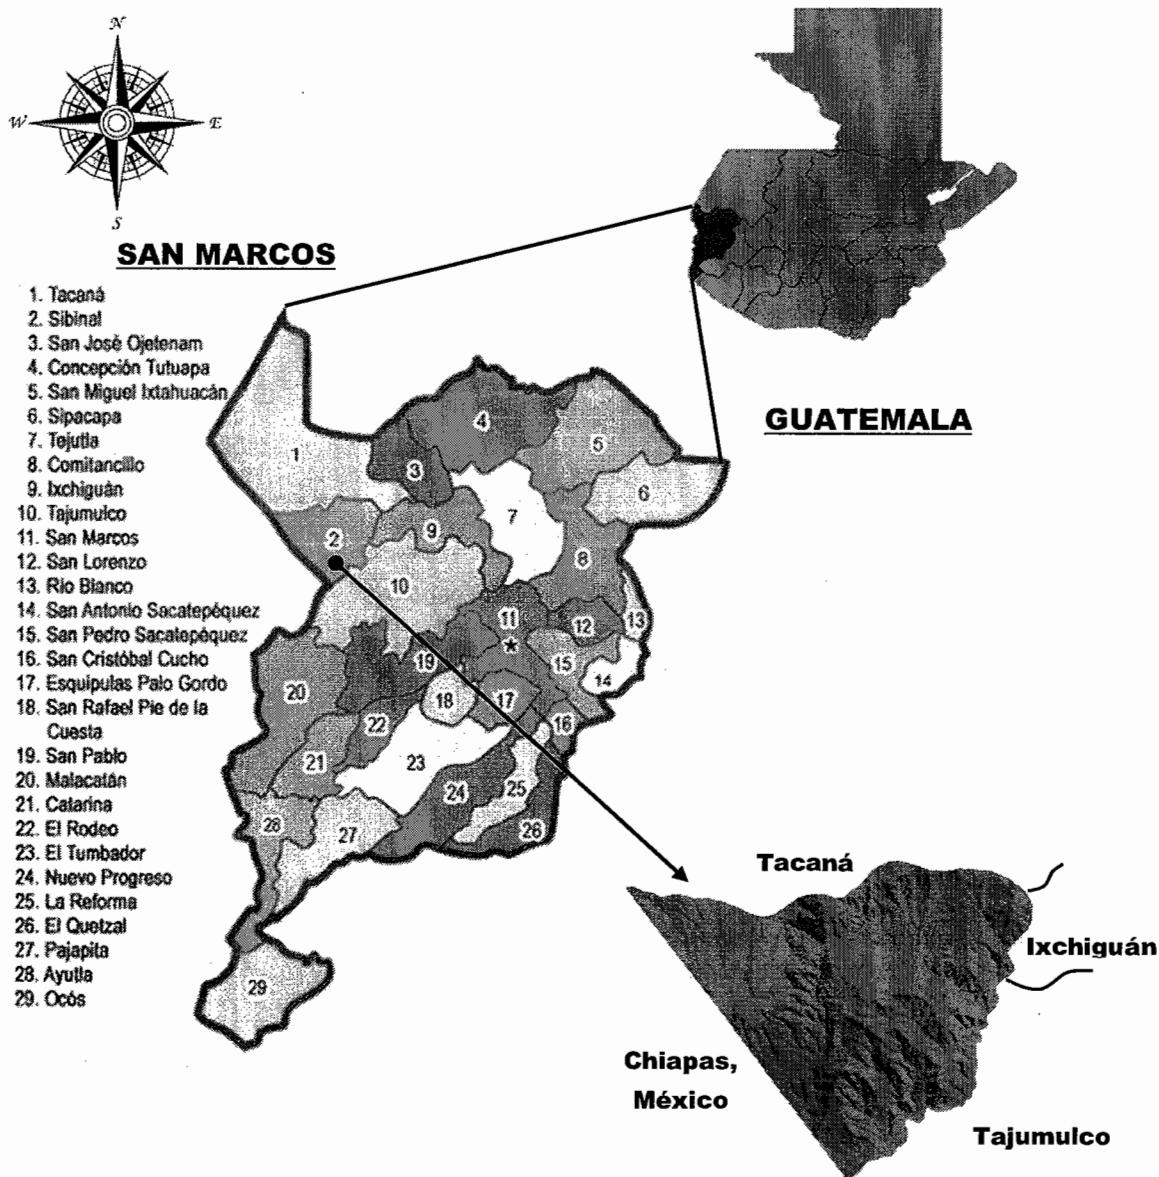 N
W
E
S
SAN MARCOS
1. Tacaná
2. Sibinal
3. San José Ojetenam
4. Concepción Tutuapa
5. San Miguel Ixtahuacán
6. Sipacapa
7. Tejutla
8. Comitancillo
9. Ixchiguán
10. Tajumulco
11. San Marcos
12. San Lorenzo
13. Río Blanco
14. San Antonio Sacatepéquez
15. San Pedro Sacatepéquez
16. San Cristóbal Cucho
17. Esquipulas Palo Gordo
18. San Rafael Pie de la
Cuesta
19. San Pablo
20. Malacatán
21. Catarina
22. El Rodeo
23. El Tumbador
24. Nuevo Progreso
25. La Reforma
26. El Quetzal
27. Pajapita
28. Ayutla
29. Ocós
GUATEMALA
1
2
3
4
5
6
7
8
9
10
11
12
13
14
15
16
17
18
19
20
21
22
23
24
25
26
27
28
29
Tacaná
Ixchiguán
Chiapas,
México
Tajumulco